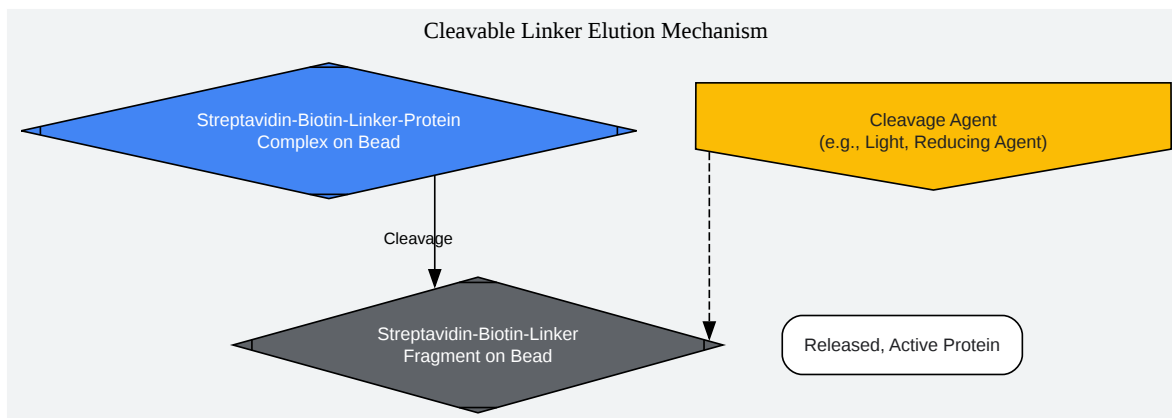 Cleavable Linker Elution Mechanism
Streptavidin-Biotin-Linker-Protein
Complex on Bead
Cleavage Agent
(e.g., Light, Reducing Agent)
Cleavage
Streptavidin-Biotin-Linker
Fragment on Bead
Released, Active Protein